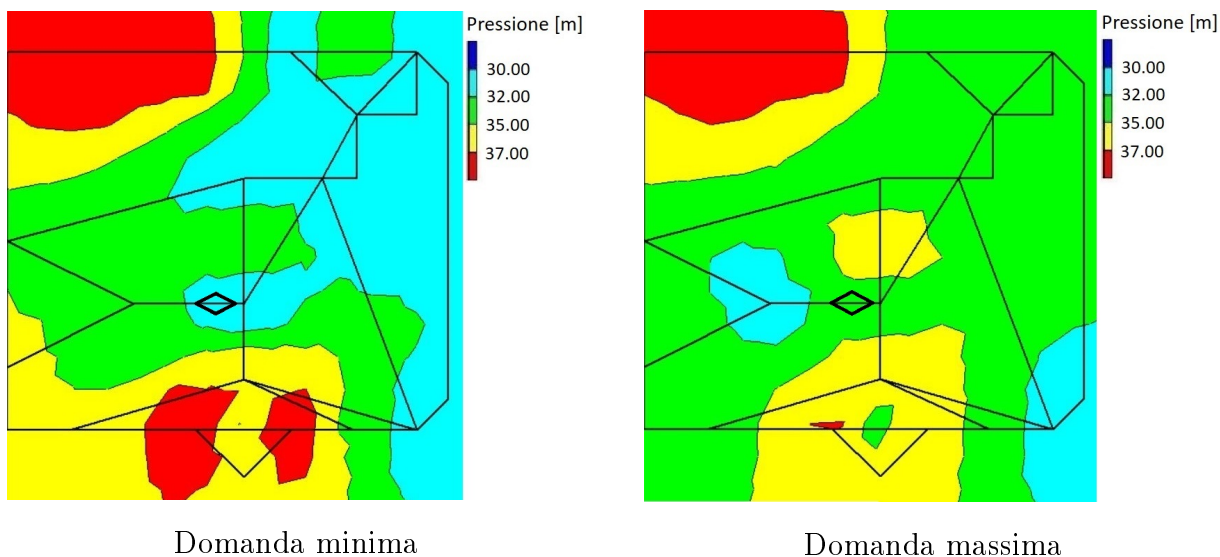 Pressione [m]
30.00
32.00
35.00
37.00
Domanda minima
Pressione [m]
30.00
32.00
35.00
37.00
Domanda massima